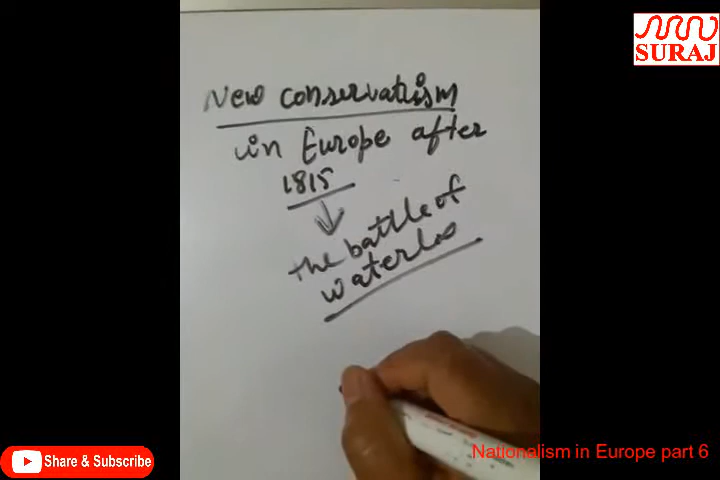 New conservatism
in Europe after
1815
the battle of
waterloo
SURAJ
Share & Subscribe
Nationalism in Europe part 6